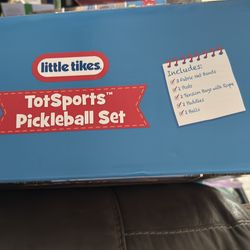 little tikes
TotSports™
Pickleball Set
Includes:
2 Fabric Net Bands
2 Pods
2 Tension Bags with Rope
2 Paddles
2 Balls